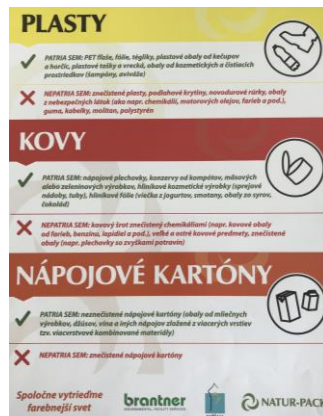 PLASTY
PATRIA SEM: PET fľaše, fólie, tégliky, plastové obaly od kečupov
a horčíc, plastové tašky a vrecká, obaly od kozmetických a čistiacich
prostriedkov (šampóny, aviváže)
NEPATRIA SEM: znečistené plasty, podlahové krytiny, novodurové rúrky, obaly
z nebezpečných látok (ako napr. chemikálií, motorových olejov, farieb a pod.),
guma, kabelky, molitan, polystyrén
KOVY
PATRIA SEM: nápojové plechovky, konzervy od kompótov, mäsových
alebo zeleninových výrobkov, hliníkové kozmetické výrobky (sprejové
nádoby, tuby), hliníkové fólie (viečka z jogurtov, smotany, obaly zo syrov,
čokolád)
NEPATRIA SEM: kovový šrot znečistený chemikáliami (napr. kovové obaly
od farieb, benzínu, lepidiel a pod.), veľké a ostré kovové predmety, znečistené
obaly (napr. plechovky so zvyškami potravín)
NÁPOJOVÉ KARTÓNY
PATRIA SEM: neznečistené nápojové kartóny (obaly od mliečnych
výrobkov, džúsov, vína a iných nápojov zložené z viacerých vrstiev
tzv. viacvrstvové kombinované materiály)
NEPATRIA SEM: znečistené nápojové kartóny
Spoločne vytrieďme
farebnejší svet
brantner
NATUR-PACK